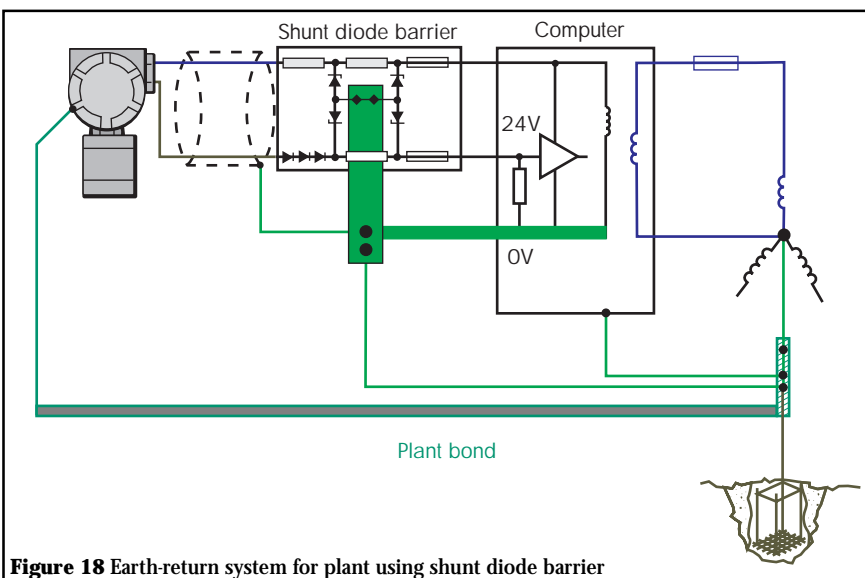 Shunt diode barrier
Computer
24V
0V
Plant bond
Figure 18 Earth-return system for plant using shunt diode barrier